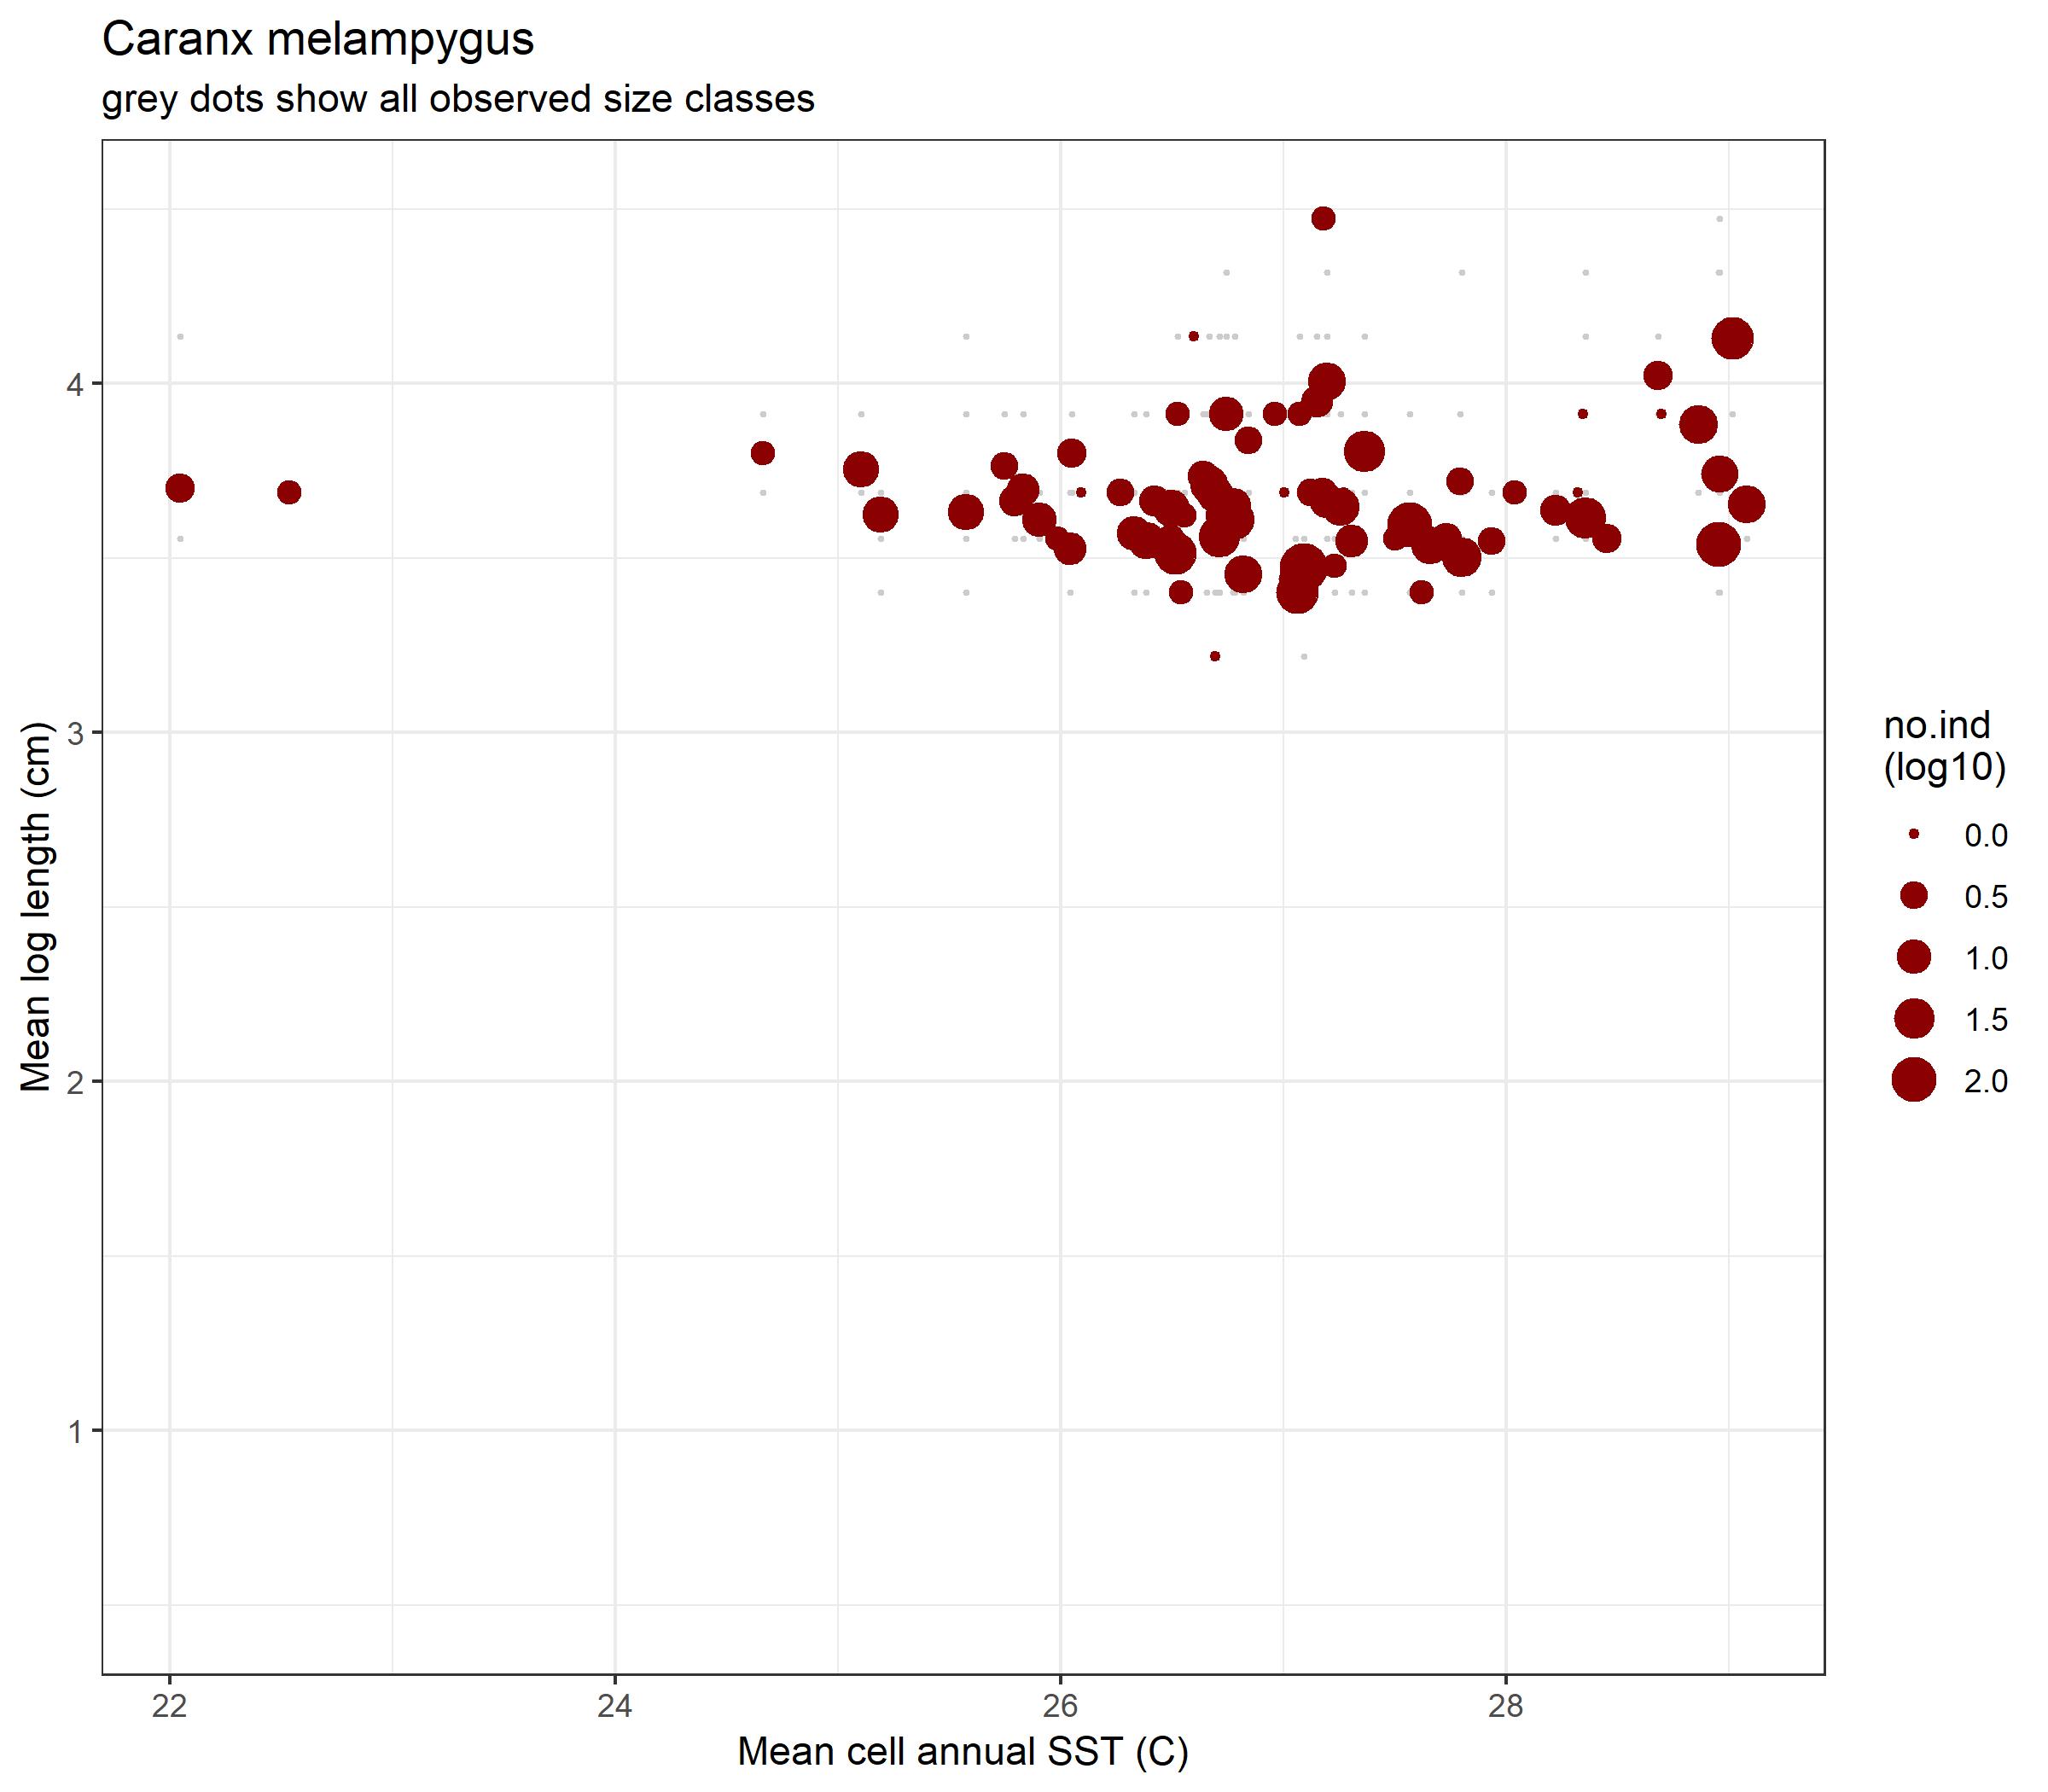 Caranx melampygus
grey dots show all observed size classes
Mean log length (cm)
4
3
2
1
22
24
26
28
Mean cell annual SST (C)
no.ind
(log10)
0.0
0.5
1.0
1.5
2.0